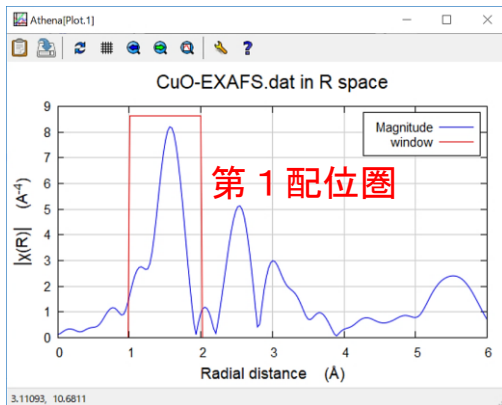 Athena[Plot.1]
CuO-EXAFS.dat in R space
9
8
7
6
5
4
3
2
1
0
|χ(R)| (Å-4)
Magnitude
window
第1配位圏
0 1 2 3 4 5 6
Radial distance (Å)
3.11093, 10.6811